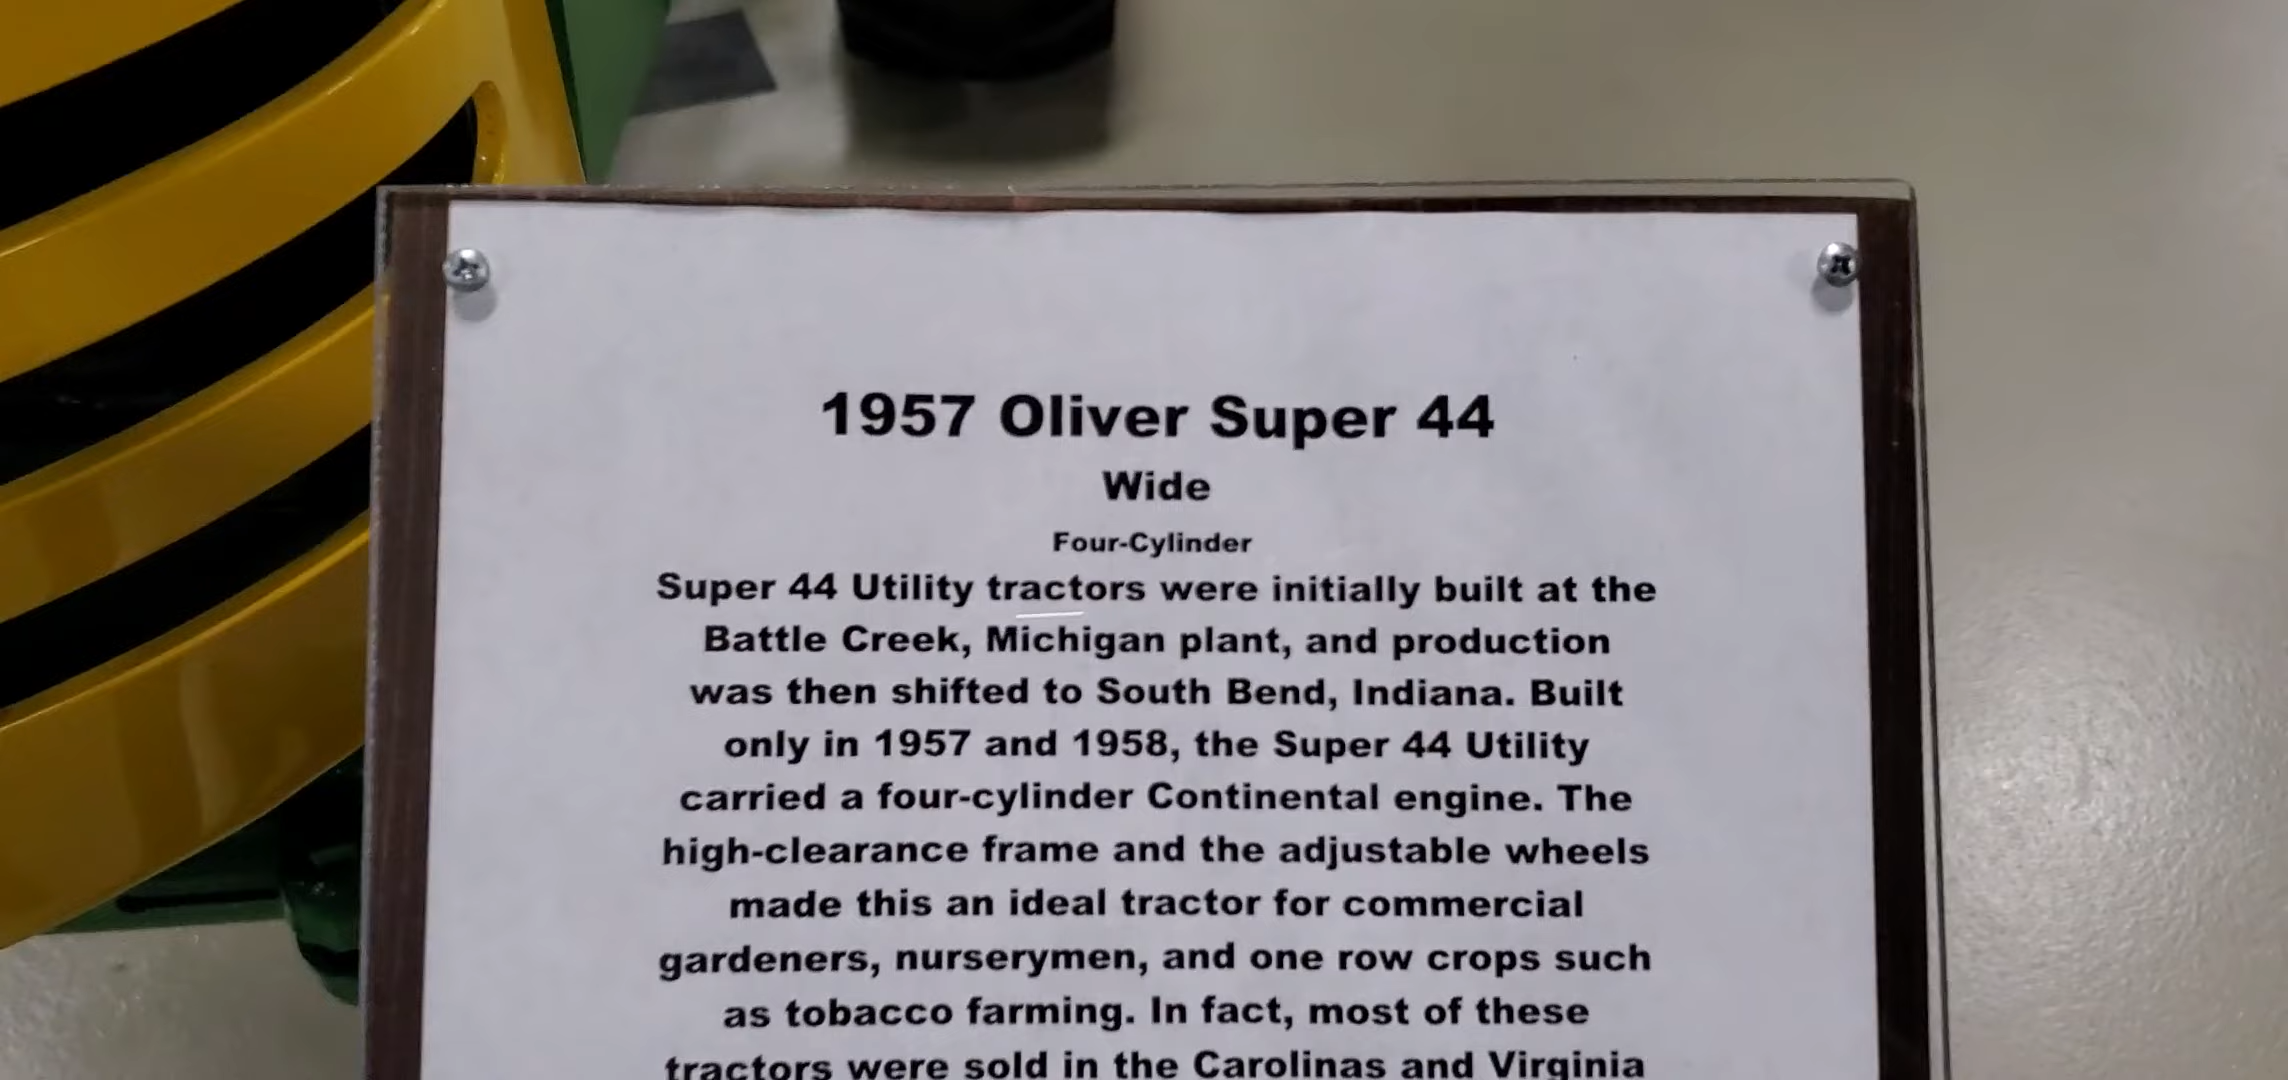 1957 Oliver Super 44
Wide
Four-Cylinder
Super 44 Utility tractors were initially built at the
Battle Creek, Michigan plant, and production
was then shifted to South Bend, Indiana. Built
only in 1957 and 1958, the Super 44 Utility
carried a four-cylinder Continental engine. The
high-clearance frame and the adjustable wheels
made this an ideal tractor for commercial
gardeners, nurserymen, and one row crops such
as tobacco farming. In fact, most of these
tractors were sold in the Carolinas and Virginia